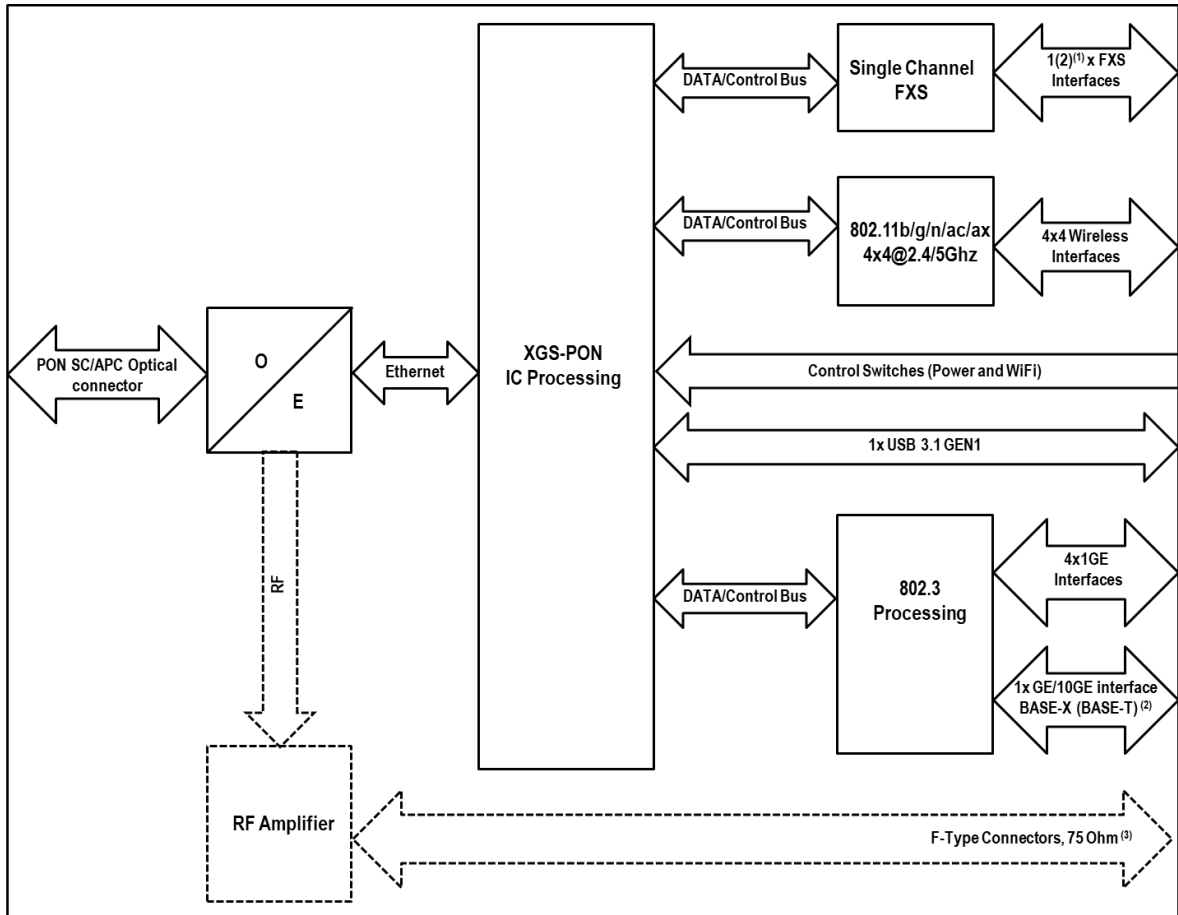 DATA/Control Bus
Single Channel
FXS
1(2)⁽¹⁾ x FXS
Interfaces
DATA/Control Bus
802.11b/g/n/ac/ax
4x4@2.4/5Ghz
4x4 Wireless
Interfaces
PON SC/APC Optical
connector
O
E
Ethernet
XGS-PON
IC Processing
Control Switches (Power and WiFi)
1x USB 3.1 GEN1
RF
DATA/Control Bus
802.3
Processing
4x1GE
Interfaces
1x GE/10GE interface
BASE-X (BASE-T) ⁽²⁾
RF Amplifier
F-Type Connectors, 75 Ohm ⁽³⁾